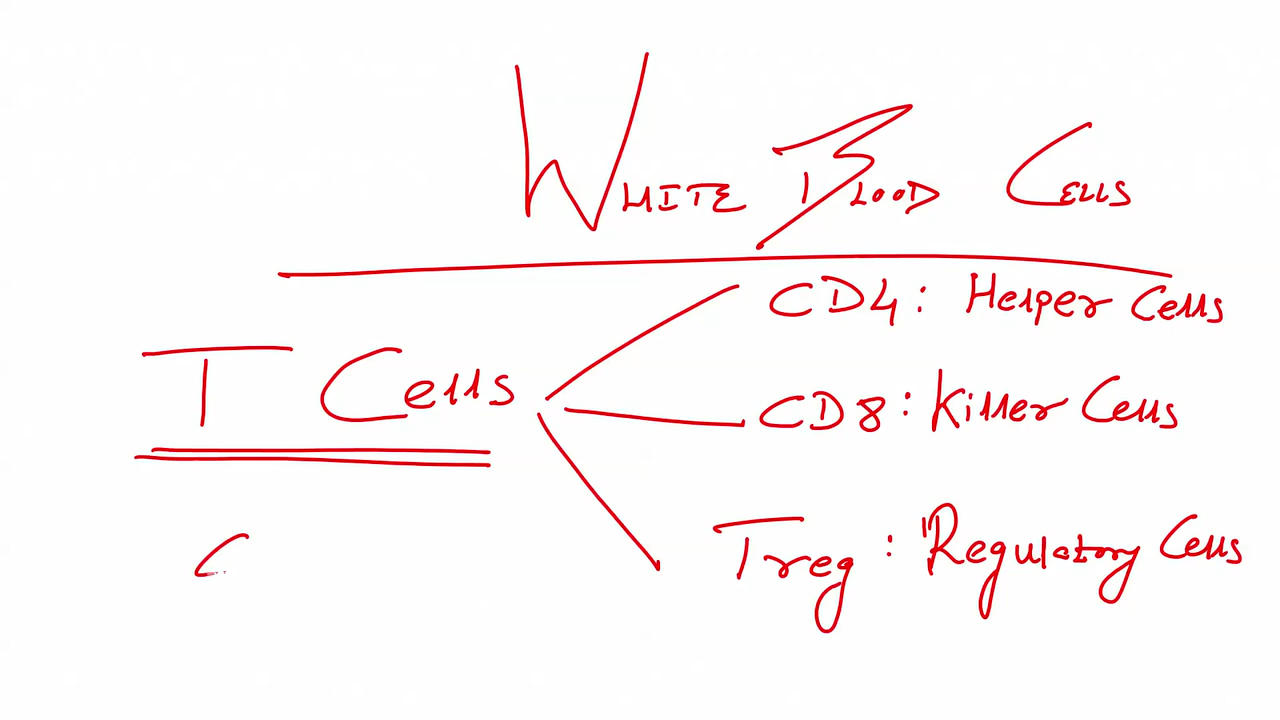 WHITE BLOOD CELLS
CD4: Helper Cells
T Cells
CD8: Killer Cells
Treg: Regulatory Cells
C